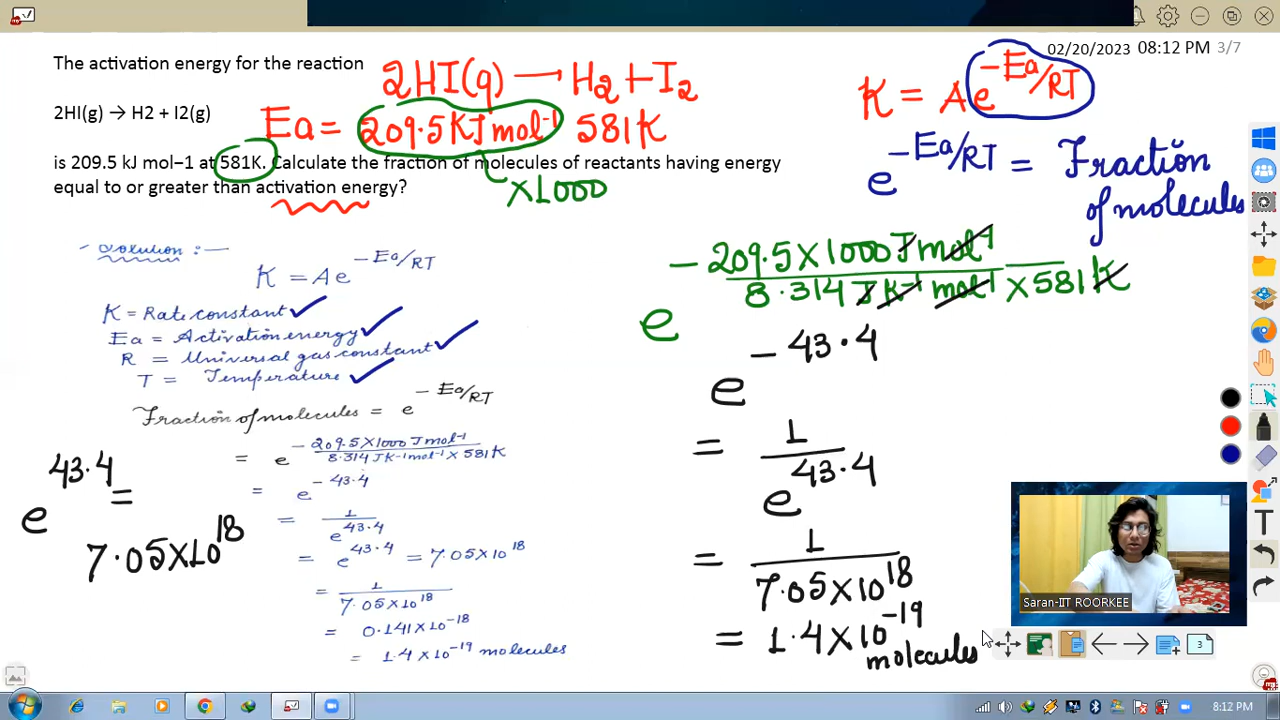 02/20/2023 08:12 PM 3/7
The activation energy for the reaction
2HI(g) → H2 + I2(g)
is 209.5 kJ mol−1 at 581K. Calculate the fraction of molecules of reactants having energy
equal to or greater than activation energy?
2HI(g) → H2 + I2
Ea = 209.5KJ mol⁻¹ 581K
×1000
K = Ae^-Ea/RT
e^-Ea/RT = Fraction
of molecules
- Solution :-
K = Ae^-Ea/RT
K = Rate constant
Ea = Activation energy
R = Universal gas constant
T = Temperature
Fraction of molecules = e^-Ea/RT
= e^-209.5×1000 J mol⁻¹/8.314 JK⁻¹ mol⁻¹ × 581K
= e^-43.4
= 1/e^43.4
= e^43.4 = 7.05×10^18
= 1/7.05×10^18
= 0.141×10^-18
= 1.4×10^-19 molecules
e^43.4 =
7.05×10^18
e^-209.5×1000 J mol⁻¹/8.314 J K⁻¹ mol⁻¹ × 581 K
e^-43.4
= 1/e^43.4
= 1/7.05×10^18
= 1.4×10^-19
molecules
Saran-IIT ROORKEE
T
3
8:12 PM